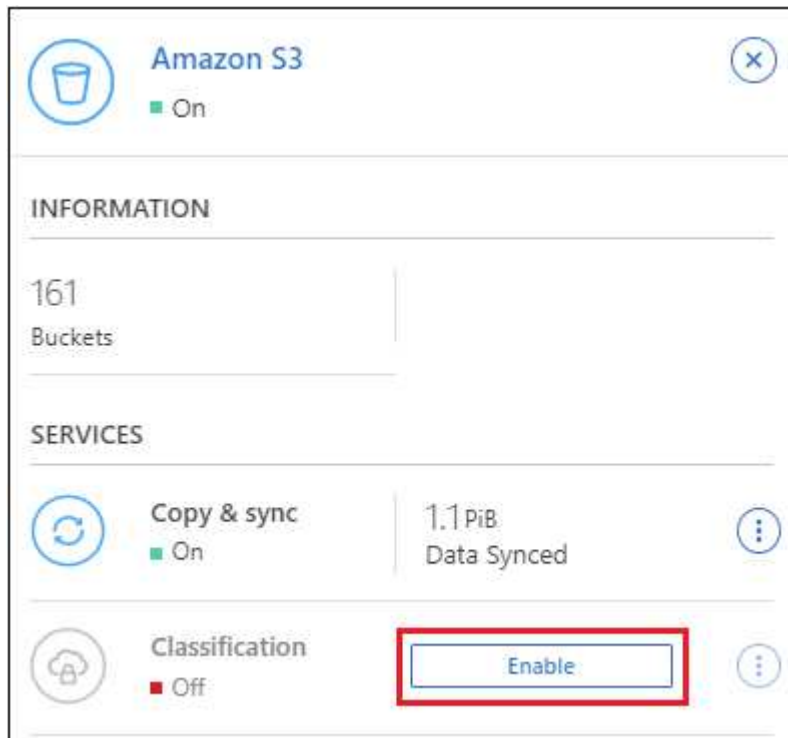 Amazon S3
On
INFORMATION
161
Buckets
SERVICES
Copy & sync
On
1.1 PiB
Data Synced
Classification
Off
Enable